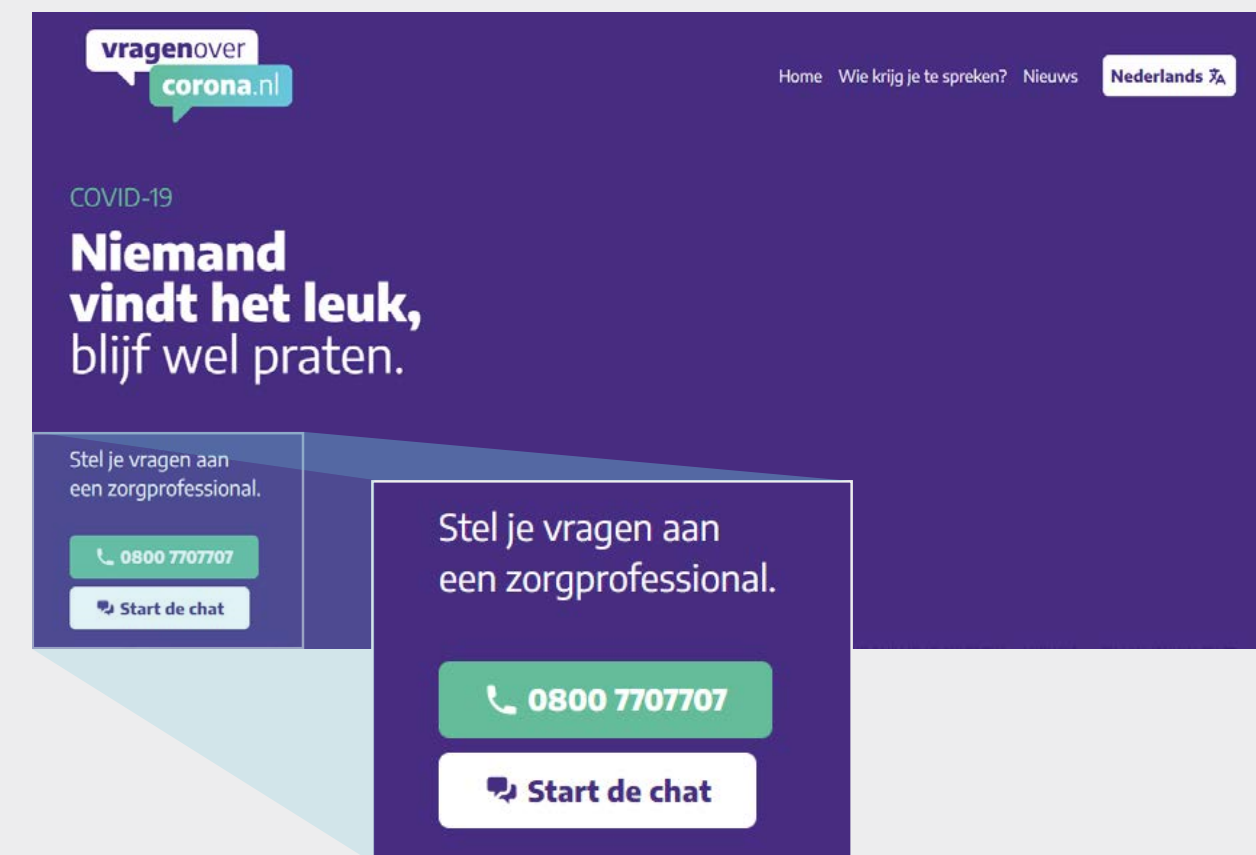 vragenover
corona.nl
Home Wie krijg je te spreken? Nieuws Nederlands
COVID-19
Niemand
vindt het leuk,
blijf wel praten.
Stel je vragen aan
een zorgprofessional.
0800 7707707
Start de chat
Stel je vragen aan
een zorgprofessional.
0800 7707707
Start de chat